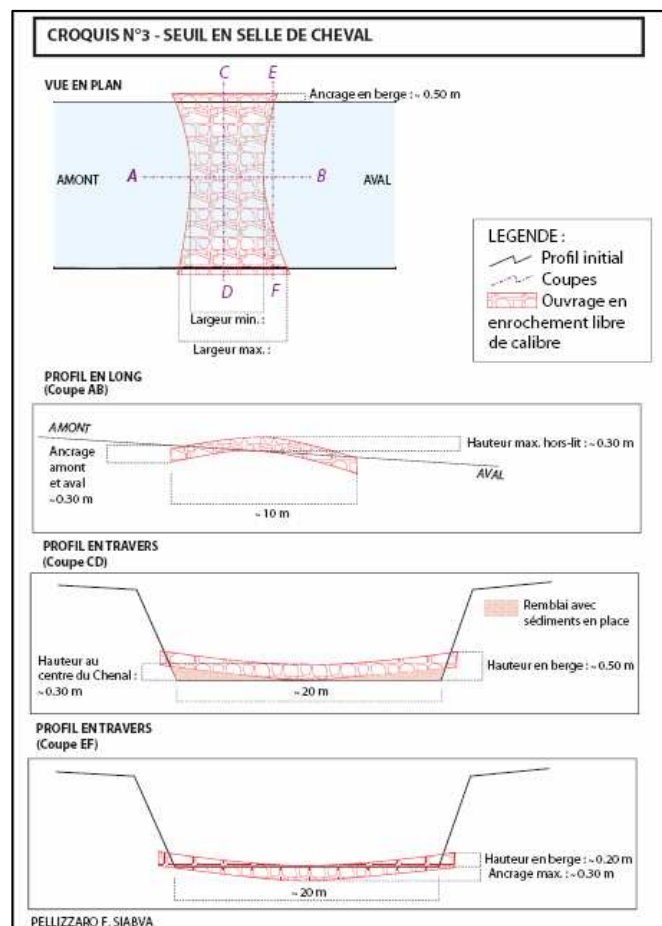 CROQUIS N°3 - SEUIL EN SELLE DE CHEVAL
VUE EN PLAN
C
E
Ancrage en berge : ~ 0.50 m
AMONT
A
B
AVAL
D
F
Largeur min. :
Largeur max. :
LEGENDE :
Profil initial
Coupes
Ouvrage en
enrochement libre
de calibre
PROFIL EN LONG
(Coupe AB)
AMONT
Ancrage
amont
et aval
~0.30 m
Hauteur max. hors-lit : ~ 0.30 m
AVAL
~ 10 m
PROFIL EN TRAVERS
(Coupe CD)
Remblai avec
sédiments en place
Hauteur au
centre du Chenal :
~ 0.30 m
Hauteur en berge : ~ 0.50 m
~ 20 m
PROFIL EN TRAVERS
(Coupe EF)
Hauteur en berge : ~ 0.20 m
Ancrage max. : ~ 0.30 m
~ 20 m
PELLIZZARO F. SIABVA